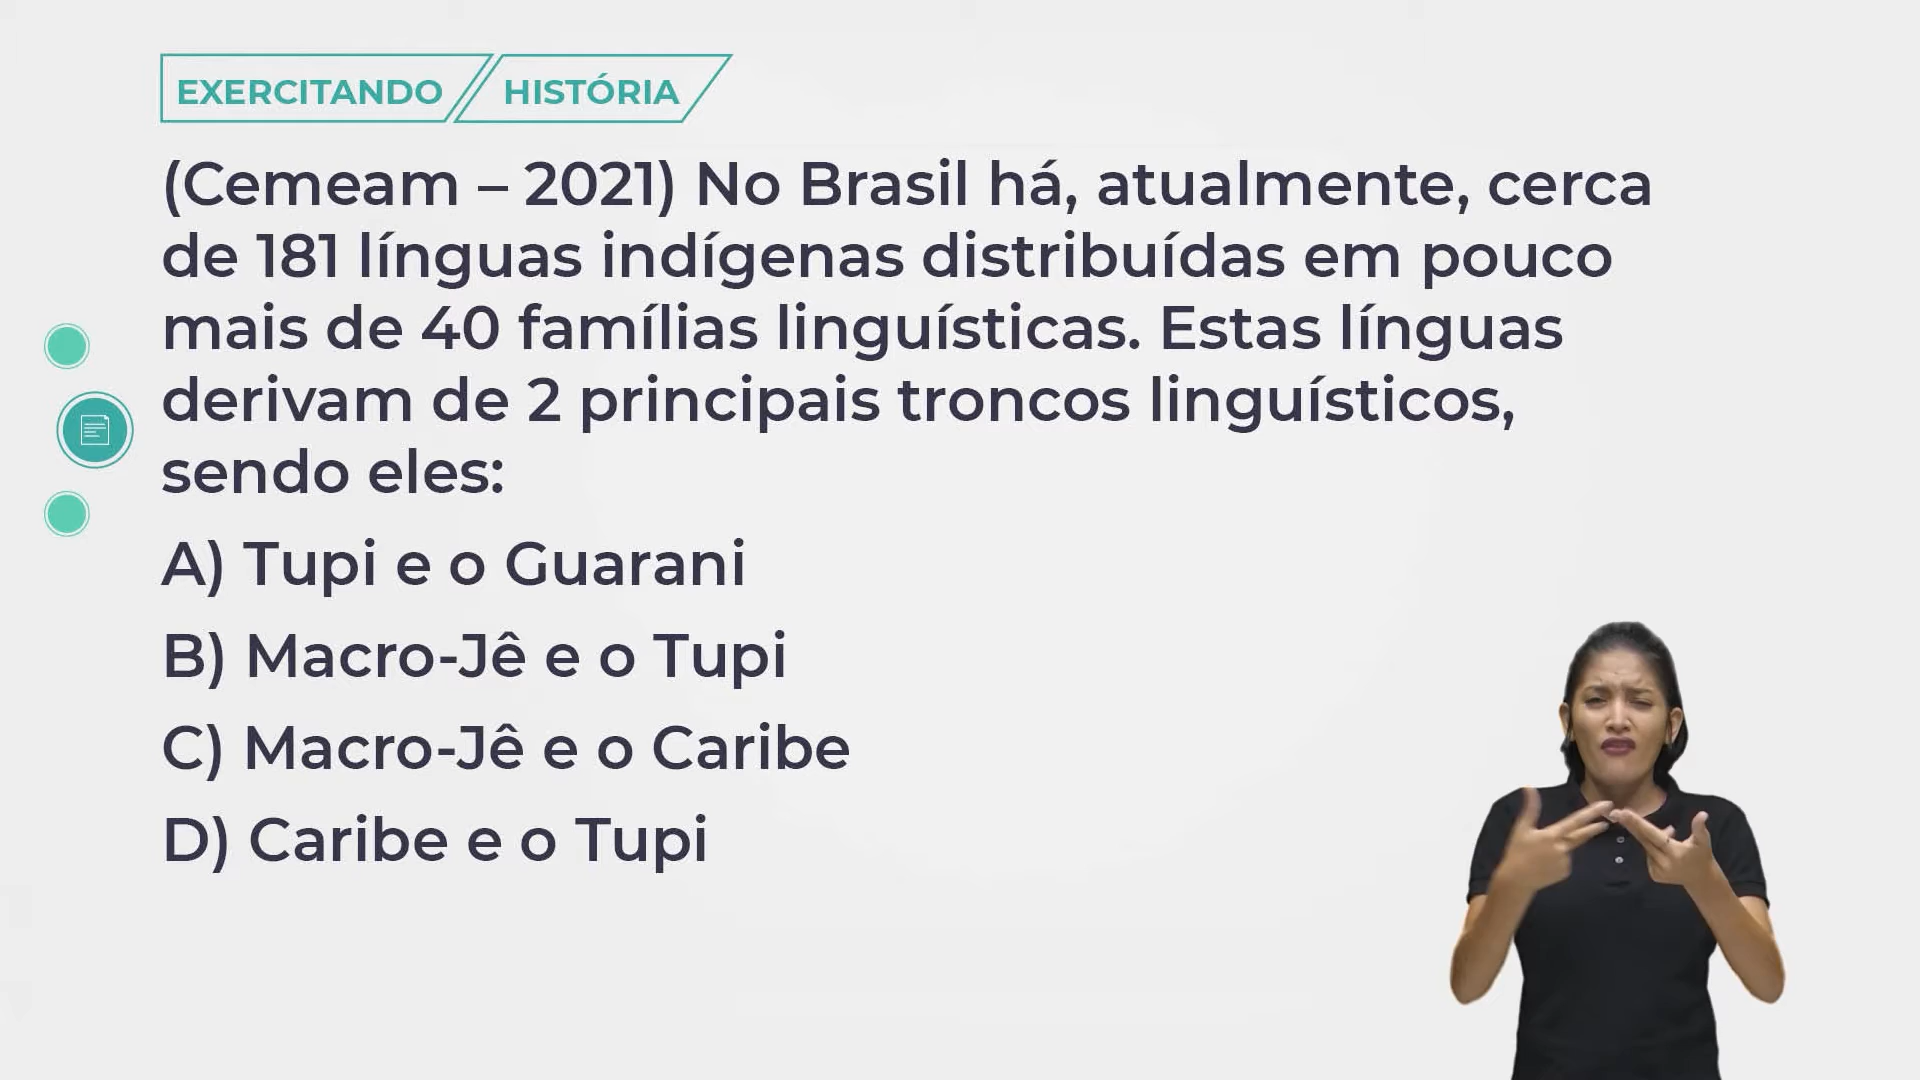 EXERCITANDO HISTÓRIA
(Cemeam – 2021) No Brasil há, atualmente, cerca
de 181 línguas indígenas distribuídas em pouco
mais de 40 famílias linguísticas. Estas línguas
derivam de 2 principais troncos linguísticos,
sendo eles:
A) Tupi e o Guarani
B) Macro-Jê e o Tupi
C) Macro-Jê e o Caribe
D) Caribe e o Tupi